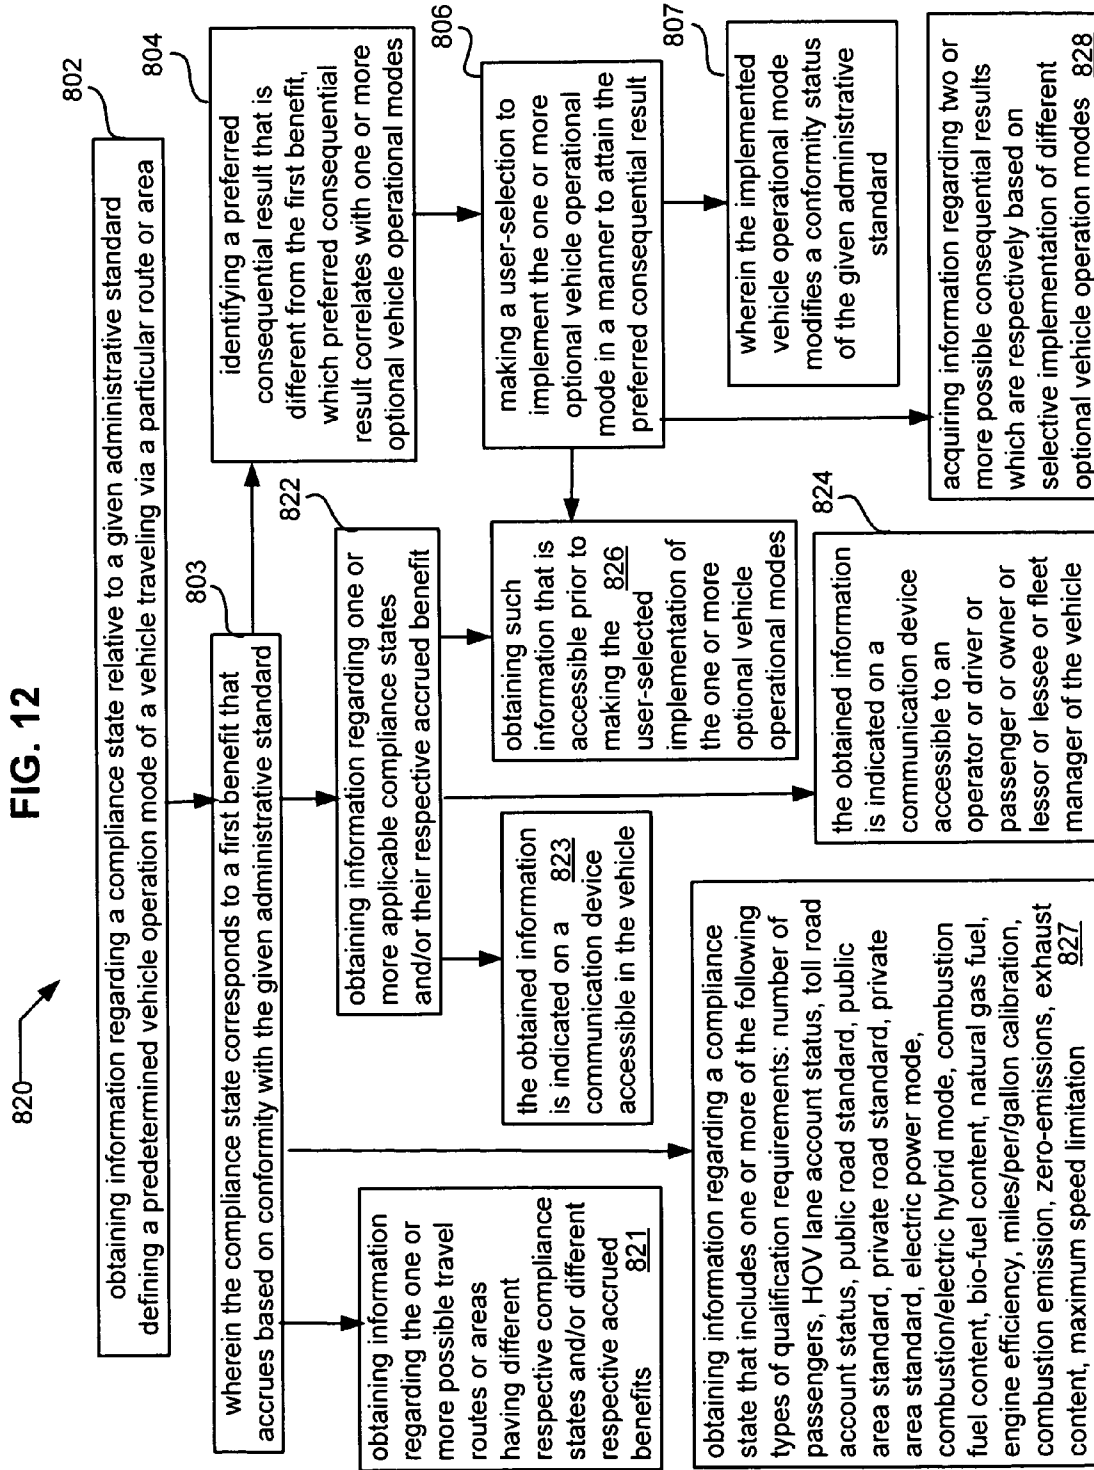 FIG. 12
820
802
obtaining information regarding a compliance state relative to a given administrative standard
defining a predetermined vehicle operation mode of a vehicle traveling via a particular route or area
803
wherein the compliance state corresponds to a first benefit that
accrues based on conformity with the given administrative standard
804
identifying a preferred
consequential result that is
different from the first benefit,
which preferred consequential
result correlates with one or more
optional vehicle operational modes
822
obtaining information regarding one or
more applicable compliance states
and/or their respective accrued benefit
806
making a user-selection to
implement the one or more
optional vehicle operational
mode in a manner to attain the
preferred consequential result
807
wherein the implemented
vehicle operational mode
modifies a conformity status
of the given administrative
standard
821
obtaining information
regarding the one or
more possible travel
routes or areas
having different
respective compliance
states and/or different
respective accrued
benefits
the obtained information
is indicated on a 823
communication device
accessible in the vehicle
obtaining such
information that is
accessible prior to
making the 826
user-selected
implementation of
the one or more
optional vehicle
operational modes
824
the obtained information
is indicated on a
communication device
accessible to an
operator or driver or
passenger or owner or
lessor or lessee or fleet
manager of the vehicle
obtaining information regarding a compliance
state that includes one or more of the following
types of qualification requirements: number of
passengers, HOV lane account status, toll road
account status, public road standard, public
area standard, private road standard, private
area standard, electric power mode,
combustion/electric hybrid mode, combustion
fuel content, bio-fuel content, natural gas fuel,
engine efficiency, miles/per/gallon calibration,
combustion emission, zero-emissions, exhaust
content, maximum speed limitation 827
acquiring information regarding two or
more possible consequential results
which are respectively based on
selective implementation of different
optional vehicle operation modes 828